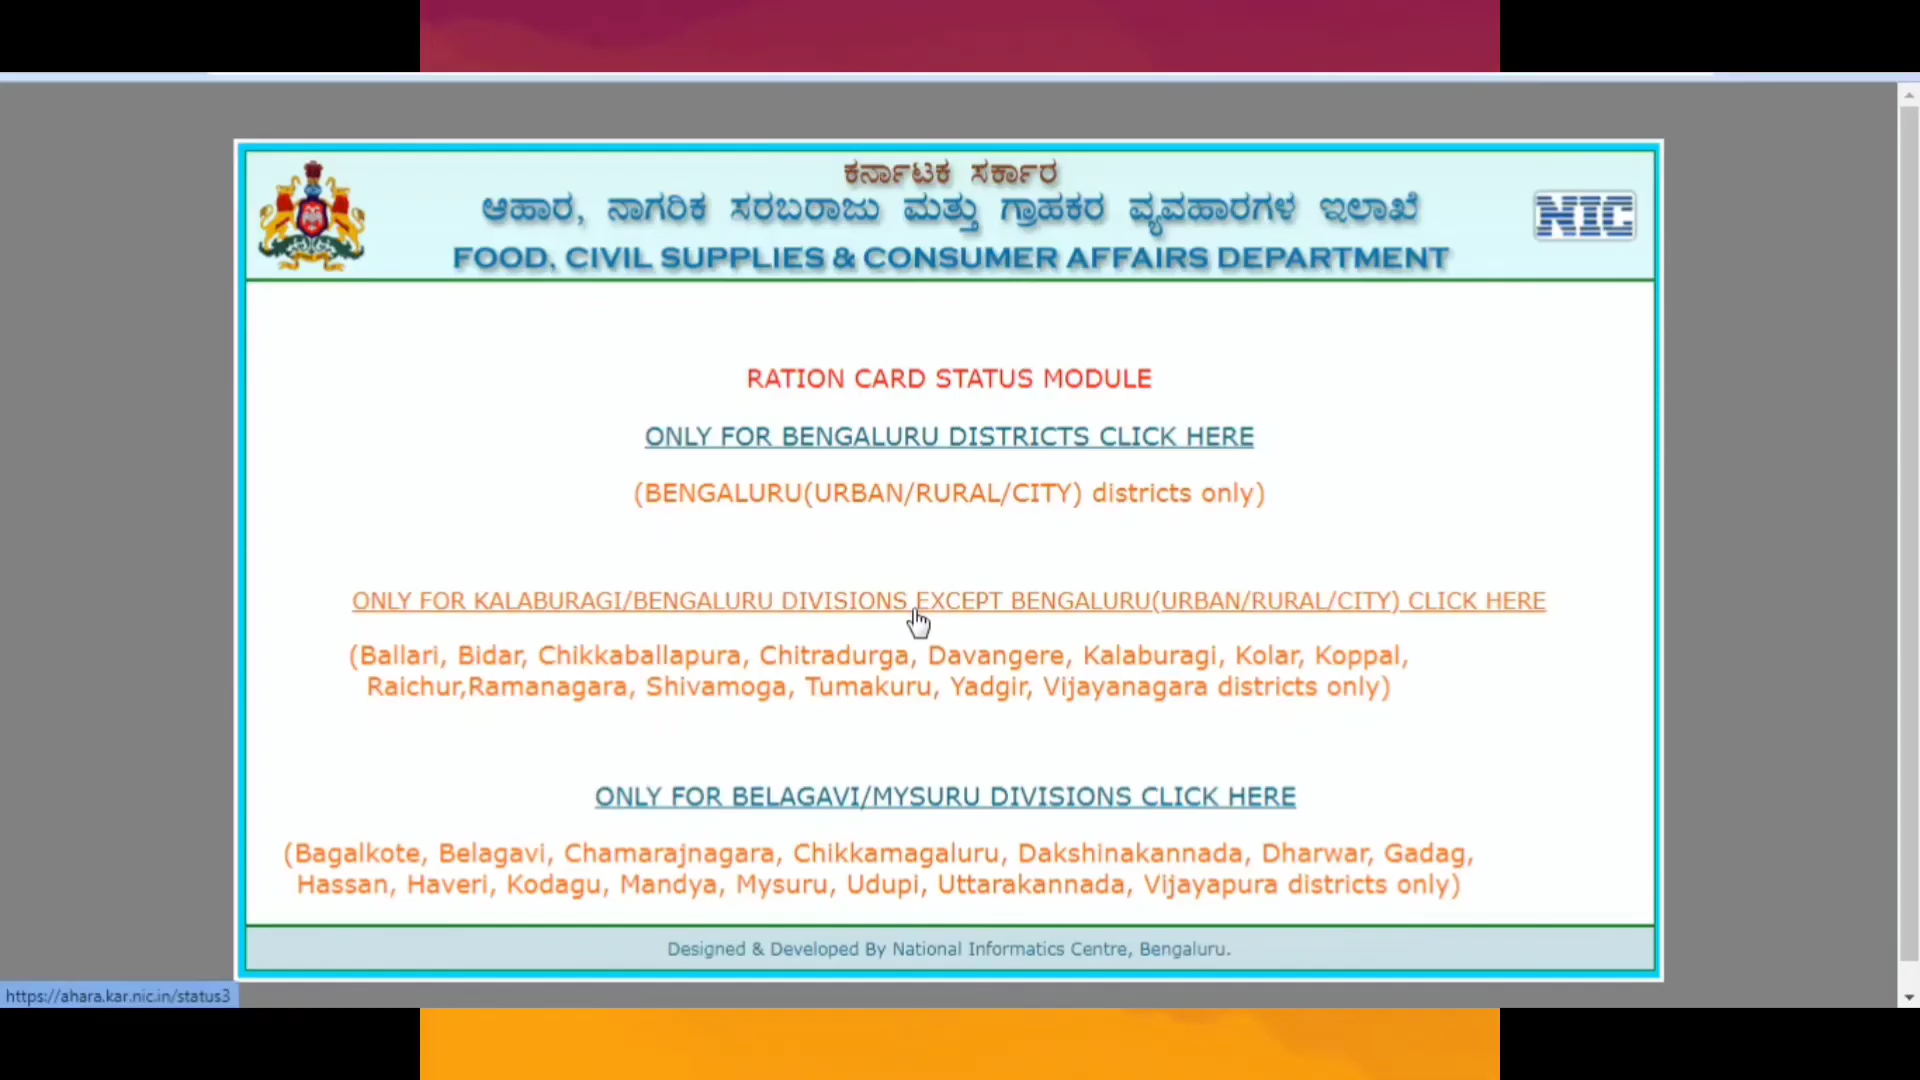 ಕರ್ನಾಟಕ ಸರ್ಕಾರ
ಆಹಾರ, ನಾಗರಿಕ ಸರಬರಾಜು ಮತ್ತು ಗ್ರಾಹಕರ ವ್ಯವಹಾರಗಳ ಇಲಾಖೆ
NIC
FOOD, CIVIL SUPPLIES & CONSUMER AFFAIRS DEPARTMENT
RATION CARD STATUS MODULE
ONLY FOR BENGALURU DISTRICTS CLICK HERE
(BENGALURU(URBAN/RURAL/CITY) districts only)
ONLY FOR KALABURAGI/BENGALURU DIVISIONS EXCEPT BENGALURU(URBAN/RURAL/CITY) CLICK HERE
(Ballari, Bidar, Chikkaballapura, Chitradurga, Davangere, Kalaburagi, Kolar, Koppal,
Raichur,Ramanagara, Shivamoga, Tumakuru, Yadgir, Vijayanagara districts only)
ONLY FOR BELAGAVI/MYSURU DIVISIONS CLICK HERE
(Bagalkote, Belagavi, Chamarajnagara, Chikkamagaluru, Dakshinakannada, Dharwar, Gadag,
Hassan, Haveri, Kodagu, Mandya, Mysuru, Udupi, Uttarakannada, Vijayapura districts only)
Designed & Developed By National Informatics Centre, Bengaluru.
https://ahara.kar.nic.in/status3